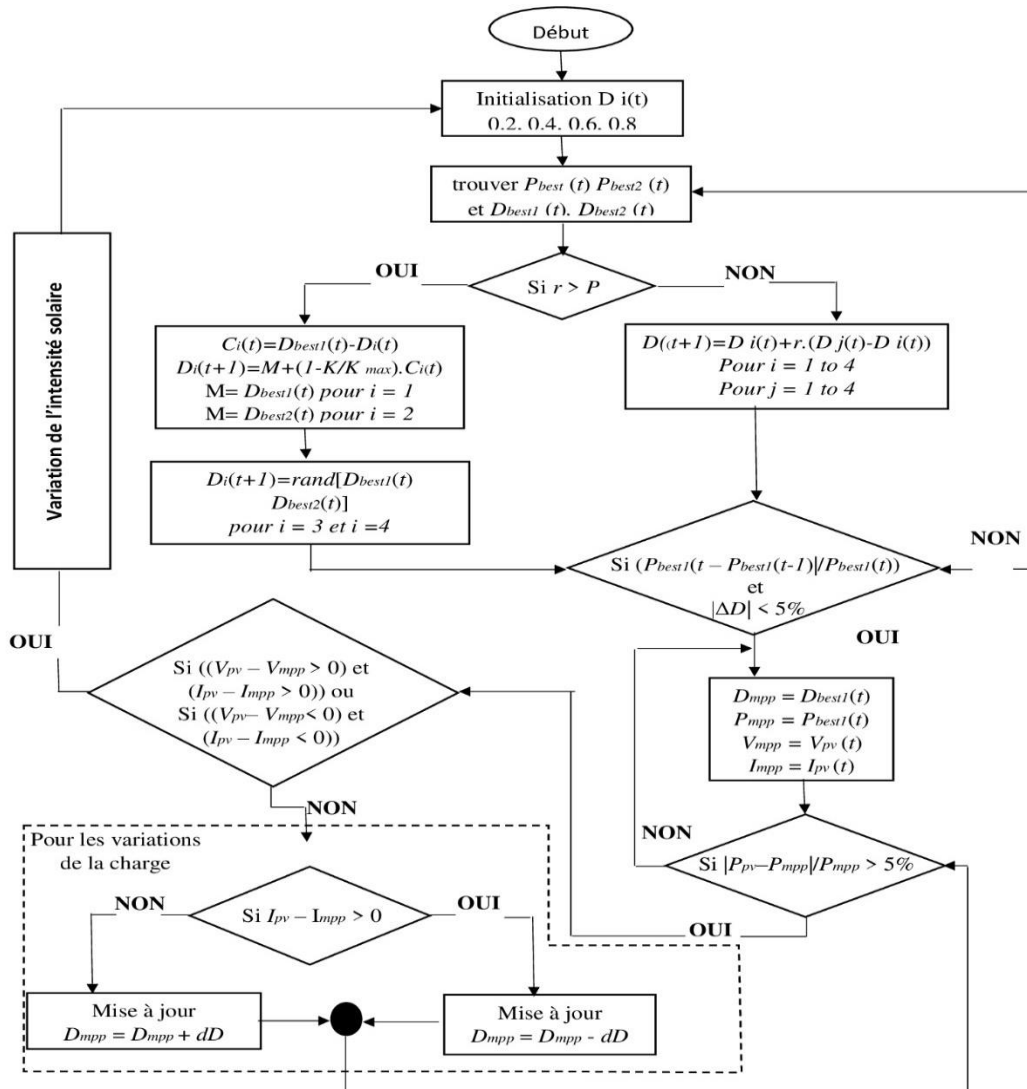 Début
Initialisation D i(t)
0.2. 0.4. 0.6. 0.8
trouver Pbest (t) Pbest2 (t)
et Dbest1 (t). Dbest2 (t)
OUI
Si r > P
NON
Ci(t)=Dbest1(t)-Di(t)
Di(t+1)=M+(1-K/K max).Ci(t)
M= Dbest1(t) pour i = 1
M= Dbest2(t) pour i = 2
D((t+1)=D i(t)+r.(D j(t)-D i(t))
Pour i = 1 to 4
Pour j = 1 to 4
Variation de l'intensité solaire
Di(t+1)=rand[Dbest1(t)
Dbest2(t)]
pour i = 3 et i =4
Si (Pbest1(t – Pbest1(t-1)|/Pbest1(t))
et
|ΔD| < 5%
NON
OUI
OUI
Si ((Vpv – Vmpp > 0) et
(Ipv – Impp > 0)) ou
Si ((Vpv– Vmpp< 0) et
(Ipv – Impp < 0))
Dmpp = Dbest1(t)
Pmpp = Pbest1(t)
Vmpp = Vpv (t)
Impp = Ipv (t)
NON
NON
Si |Ppv–Pmpp|/Pmpp > 5%
OUI
Pour les variations
de la charge
NON
Si Ipv – Impp > 0
OUI
Mise à jour
Dmpp = Dmpp + dD
Mise à jour
Dmpp = Dmpp - dD